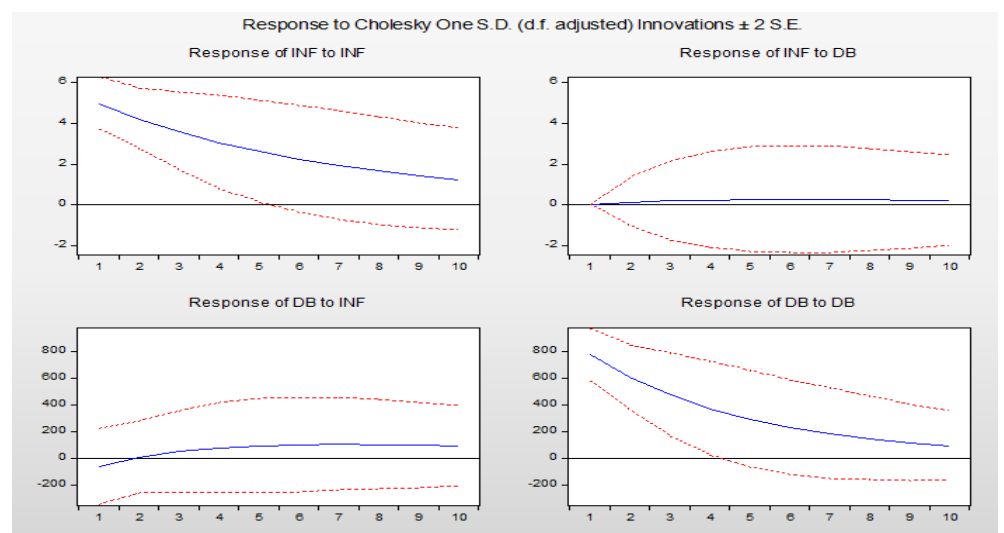 Response to Cholesky One S.D. (d.f. adjusted) Innovations ± 2 S.E.
Response of INF to INF
6
4
2
0
-2
1 2 3 4 5 6 7 8 9 10
Response of INF to DB
6
4
2
0
-2
1 2 3 4 5 6 7 8 9 10
Response of DB to INF
800
600
400
200
0
-200
1 2 3 4 5 6 7 8 9 10
Response of DB to DB
800
600
400
200
0
-200
1 2 3 4 5 6 7 8 9 10